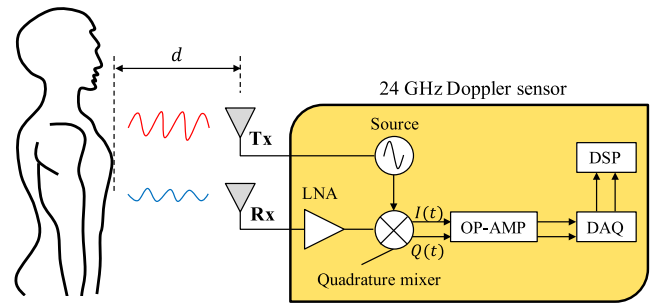 d
24 GHz Doppler sensor
Source
Tx
DSP
LNA
Rx
I(t)
Q(t)
OP-AMP
DAQ
Quadrature mixer